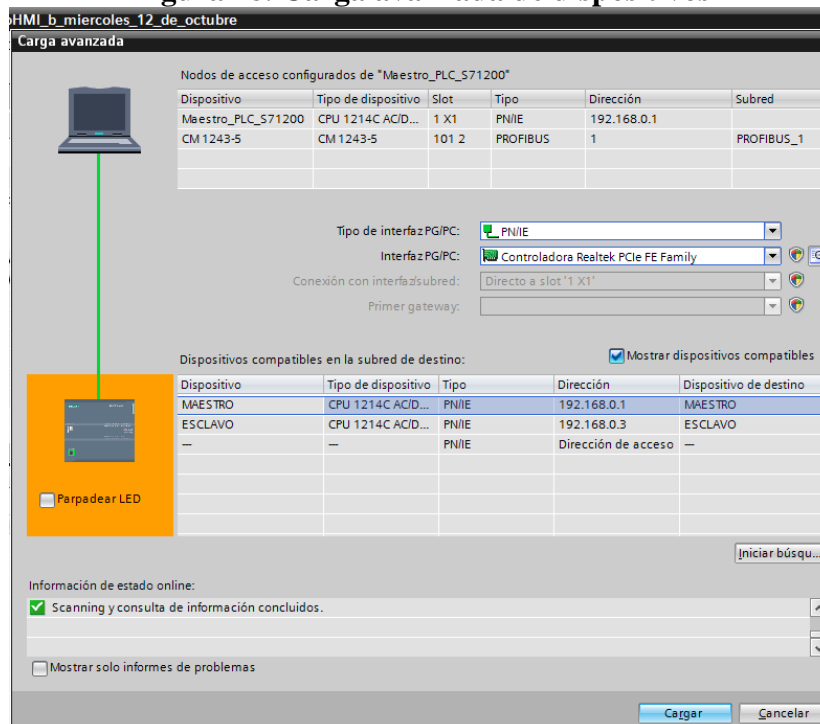 oHMI_b_miercoles_12_de_octubre
Carga avanzada
Nodos de acceso configurados de "Maestro_PLC_S71200"
Dispositivo Tipo de dispositivo Slot Tipo Dirección Subred
Maestro_PLC_S71200 CPU 1214C AC/D... 1 X1 PN/IE 192.168.0.1
CM 1243-5 CM 1243-5 101 2 PROFIBUS 1 PROFIBUS_1
Tipo de interfaz PG/PC: PN/IE
Interfaz PG/PC: Controladora Realtek PCIe FE Family
Conexión con interfaz/subred: Directo a slot '1 X1'
Primer gateway:
Dispositivos compatibles en la subred de destino: Mostrar dispositivos compatibles
Dispositivo Tipo de dispositivo Tipo Dirección Dispositivo de destino
MAESTRO CPU 1214C AC/D... PN/IE 192.168.0.1 MAESTRO
ESCLAVO CPU 1214C AC/D... PN/IE 192.168.0.3 ESCLAVO
— — PN/IE Dirección de acceso —
Parpadear LED
Iniciar búsqu...
Información de estado online:
Scanning y consulta de información concluidos.
Mostrar solo informes de problemas
Cargar Cancelar